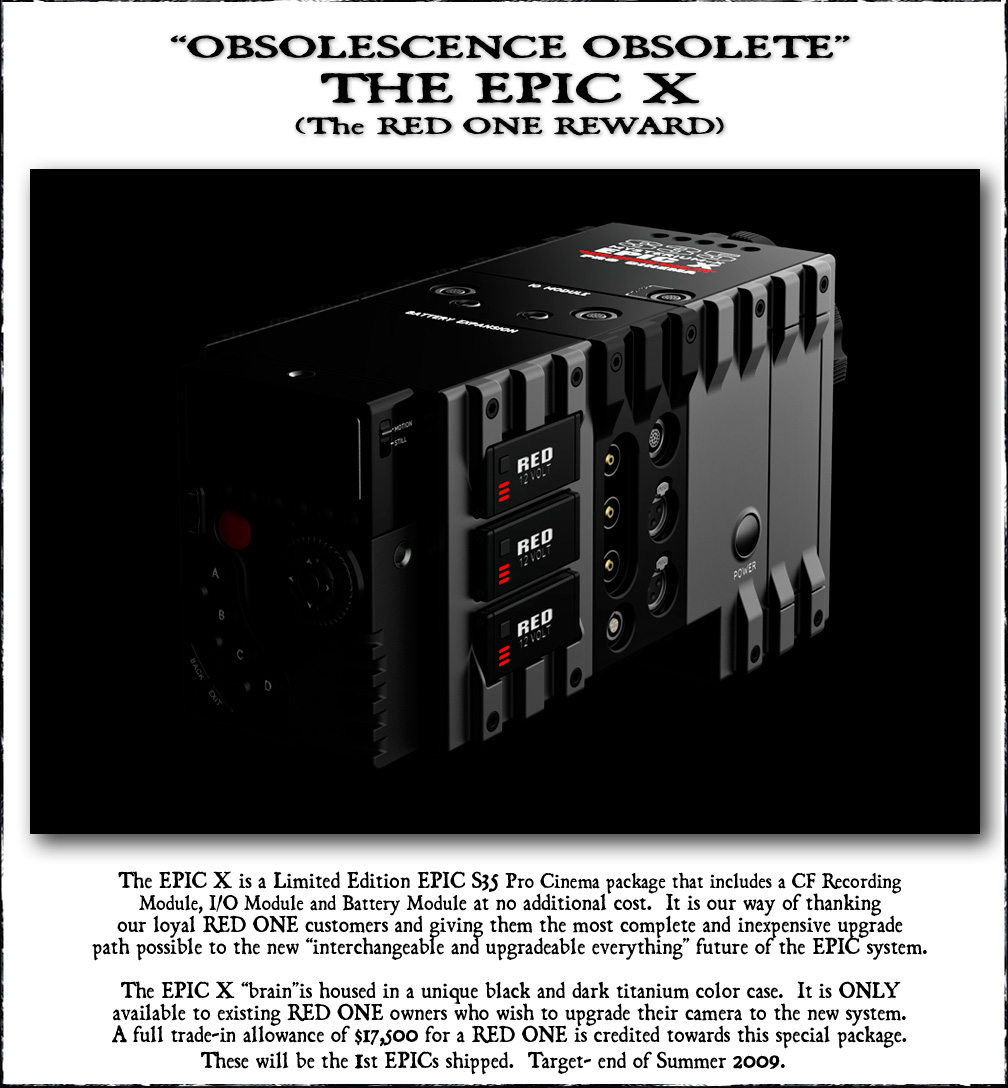 “OBSOLESCENCE OBSOLETE”
THE EPIC X
(The RED ONE REWARD)
S35
MYSTERIUM
EPIC X
PRO CINEMA
IO MODULE
BATTERY EXPANSION
MOTION
STILL
RED
12 VOLT
RED
12 VOLT
RED
12 VOLT
POWER
A
B
C
D
BACK
EXIT
The EPIC X is a Limited Edition EPIC S35 Pro Cinema package that includes a CF Recording
Module, I/O Module and Battery Module at no additional cost. It is our way of thanking
our loyal RED ONE customers and giving them the most complete and inexpensive upgrade
path possible to the new “interchangeable and upgradeable everything” future of the EPIC system.
The EPIC X “brain”is housed in a unique black and dark titanium color case. It is ONLY
available to existing RED ONE owners who wish to upgrade their camera to the new system.
A full trade-in allowance of $17,500 for a RED ONE is credited towards this special package.
These will be the 1st EPICs shipped. Target- end of Summer 2009.